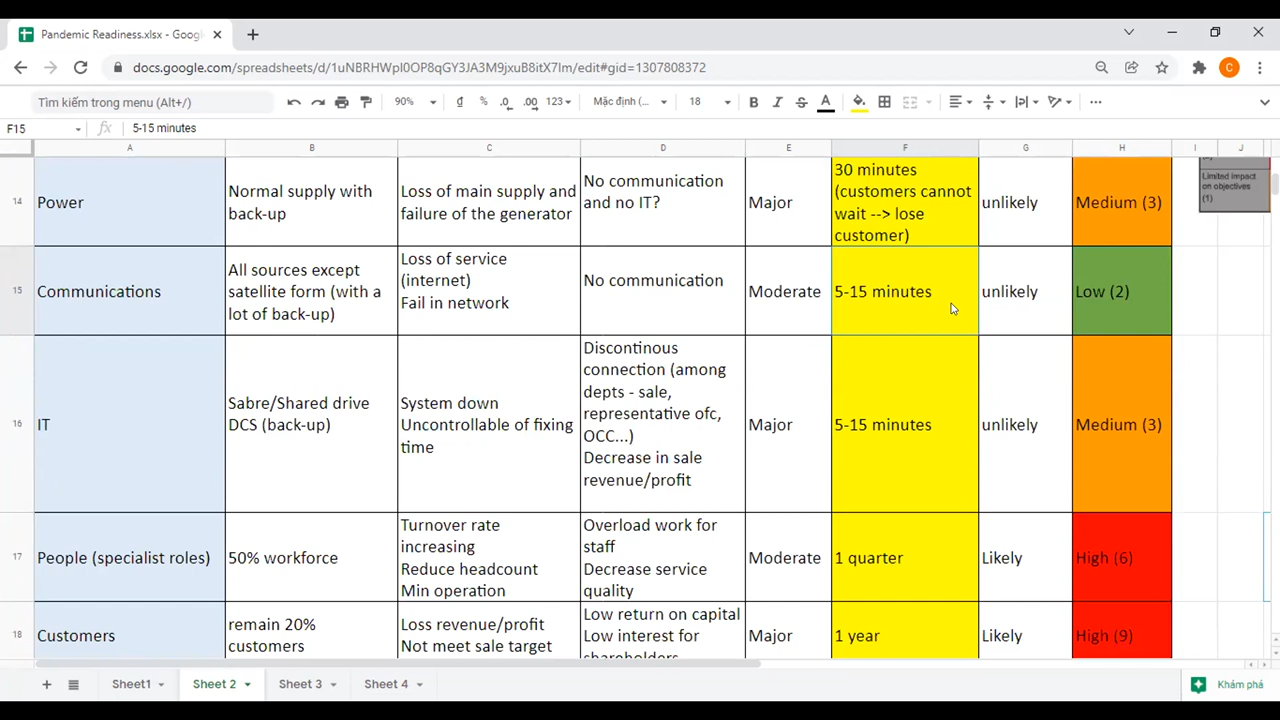 Pandemic Readiness.xlsx - Goog
docs.google.com/spreadsheets/d/1uNBRHWpI0OP8qGY3JA3M9jxuB8itX7lm/edit#gid=1307808372
C
Tìm kiếm trong menu (Alt+/)
90%
đ
%
.0
.00
123
Mặc định (...
18
B
I
S
A
F15
fx
5-15 minutes
A
B
C
D
E
F
G
H
I
J
14
Power
Normal supply with
back-up
Loss of main supply and
failure of the generator
No communication
and no IT?
Major
30 minutes
(customers cannot
wait --> lose
customer)
unlikely
Medium (3)
Limited impact
on objectives
(1)
15
Communications
All sources except
satellite form (with a
lot of back-up)
Loss of service
(internet)
Fail in network
No communication
Moderate
5-15 minutes
unlikely
Low (2)
16
IT
Sabre/Shared drive
DCS (back-up)
System down
Uncontrollable of fixing
time
Discontinous
connection (among
depts - sale,
representative ofc,
OCC...)
Decrease in sale
revenue/profit
Major
5-15 minutes
unlikely
Medium (3)
17
People (specialist roles)
50% workforce
Turnover rate
increasing
Reduce headcount
Min operation
Overload work for
staff
Decrease service
quality
Moderate
1 quarter
Likely
High (6)
18
Customers
remain 20%
customers
Loss revenue/profit
Not meet sale target
Low return on capital
Low interest for
shareholders
Major
1 year
Likely
High (9)
Sheet1
Sheet 2
Sheet 3
Sheet 4
Khám phá